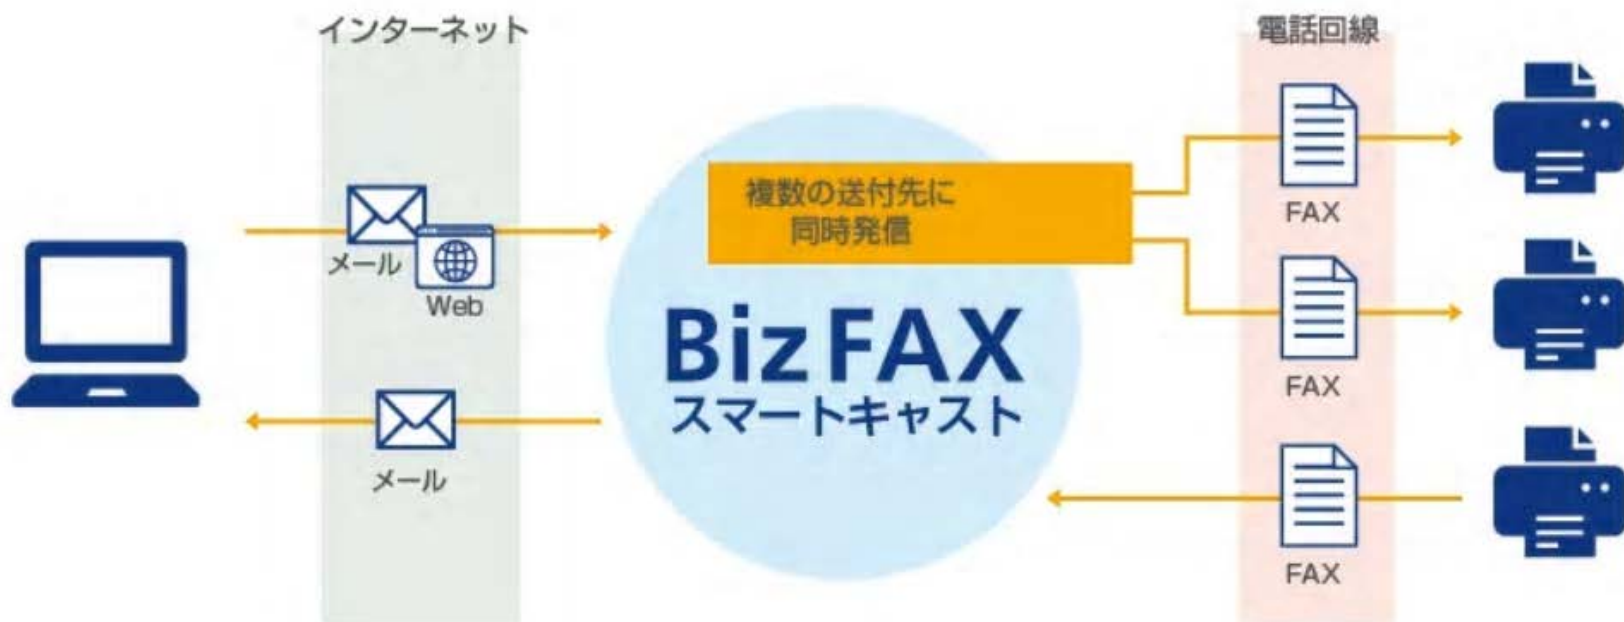 インターネット
電話回線
複数の送付先に
同時発信
FAX
メール
Web
BizFAX
スマートキャスト
FAX
メール
FAX